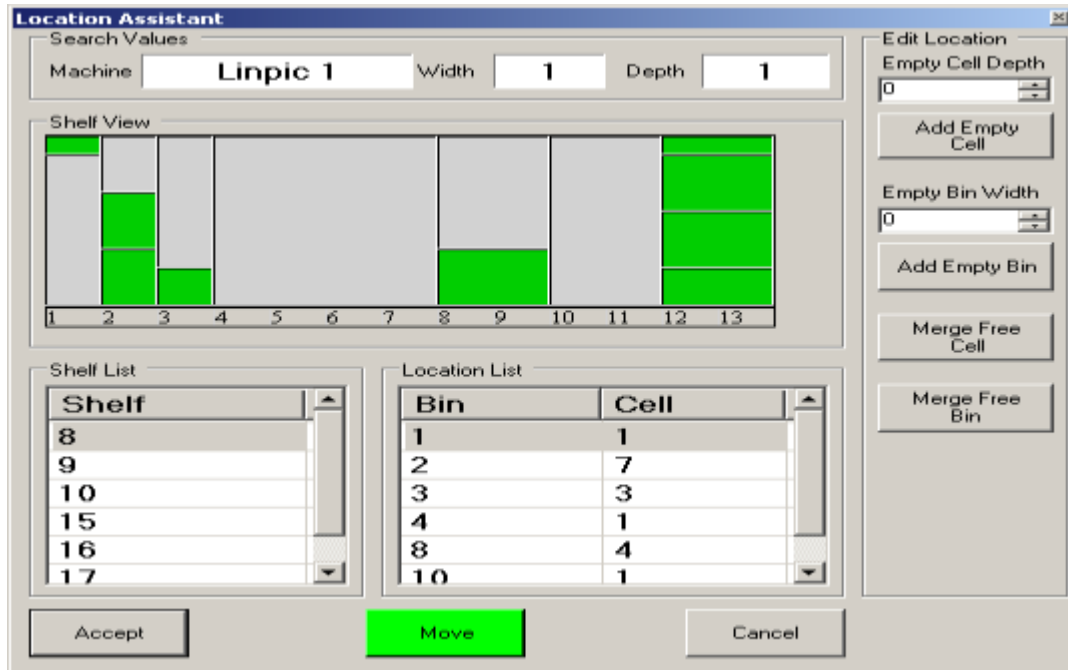 Location Assistant
Search Values
Machine Linpic 1 Width 1 Depth 1
Shelf View
1 2 3 4 5 6 7 8 9 10 11 12 13
Shelf List
Shelf
8
9
10
15
16
17
Location List
Bin Cell
1 1
2 7
3 3
4 1
8 4
10 1
Edit Location
Empty Cell Depth
0
Add Empty
Cell
Empty Bin Width
0
Add Empty Bin
Merge Free
Cell
Merge Free
Bin
Accept Move Cancel